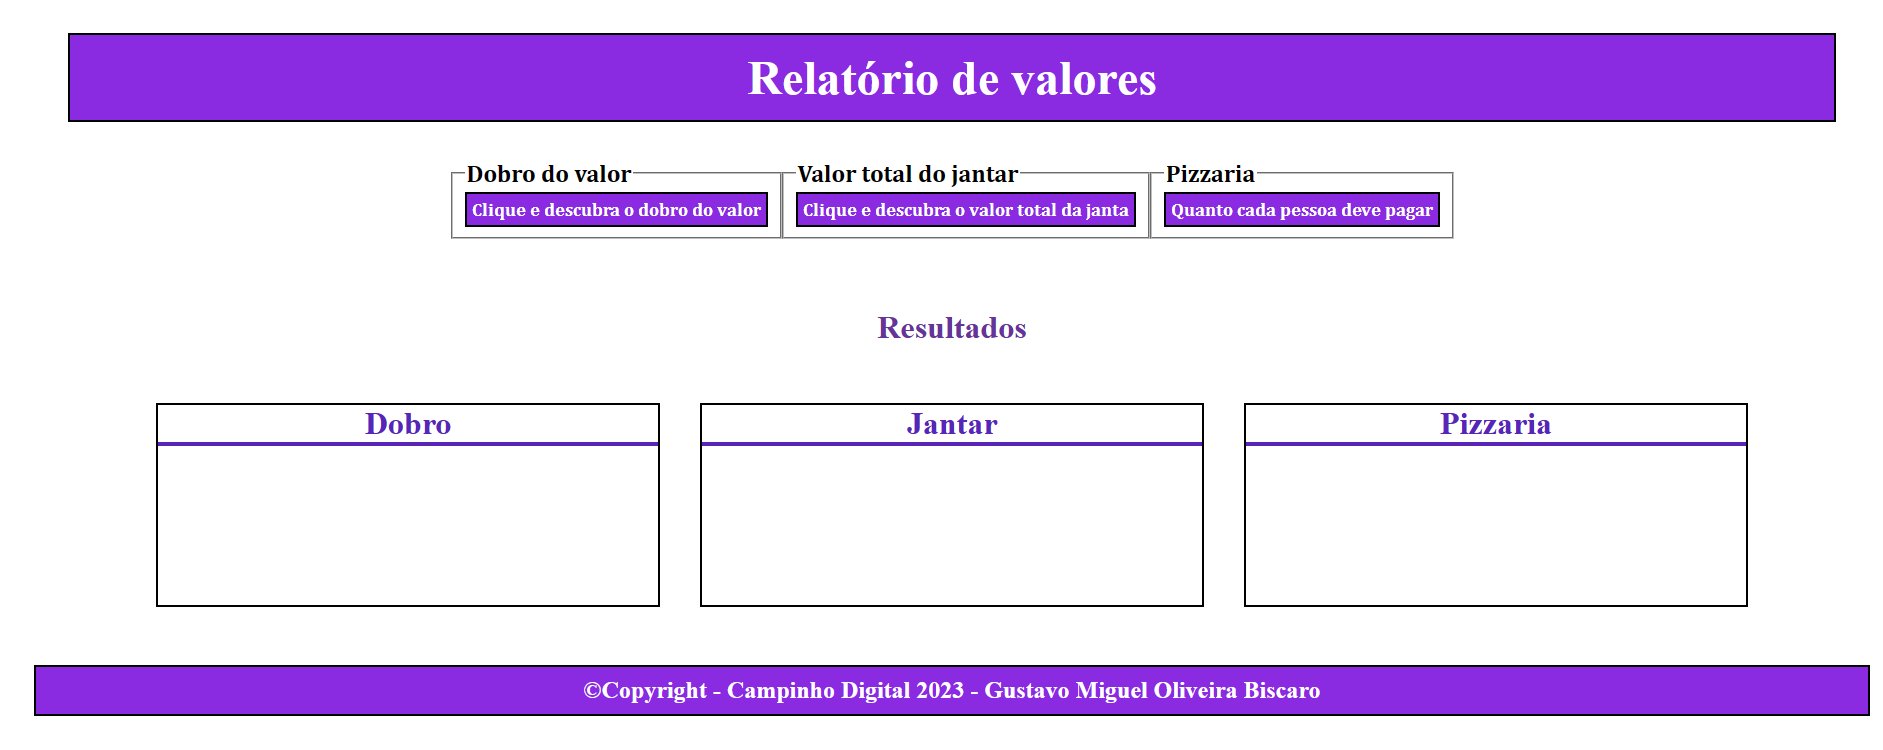 Relatório de valores
Dobro do valor
Clique e descubra o dobro do valor
Valor total do jantar
Clique e descubra o valor total da janta
Pizzaria
Quanto cada pessoa deve pagar
Resultados
Dobro
Jantar
Pizzaria
©Copyright - Campinho Digital 2023 - Gustavo Miguel Oliveira Biscaro